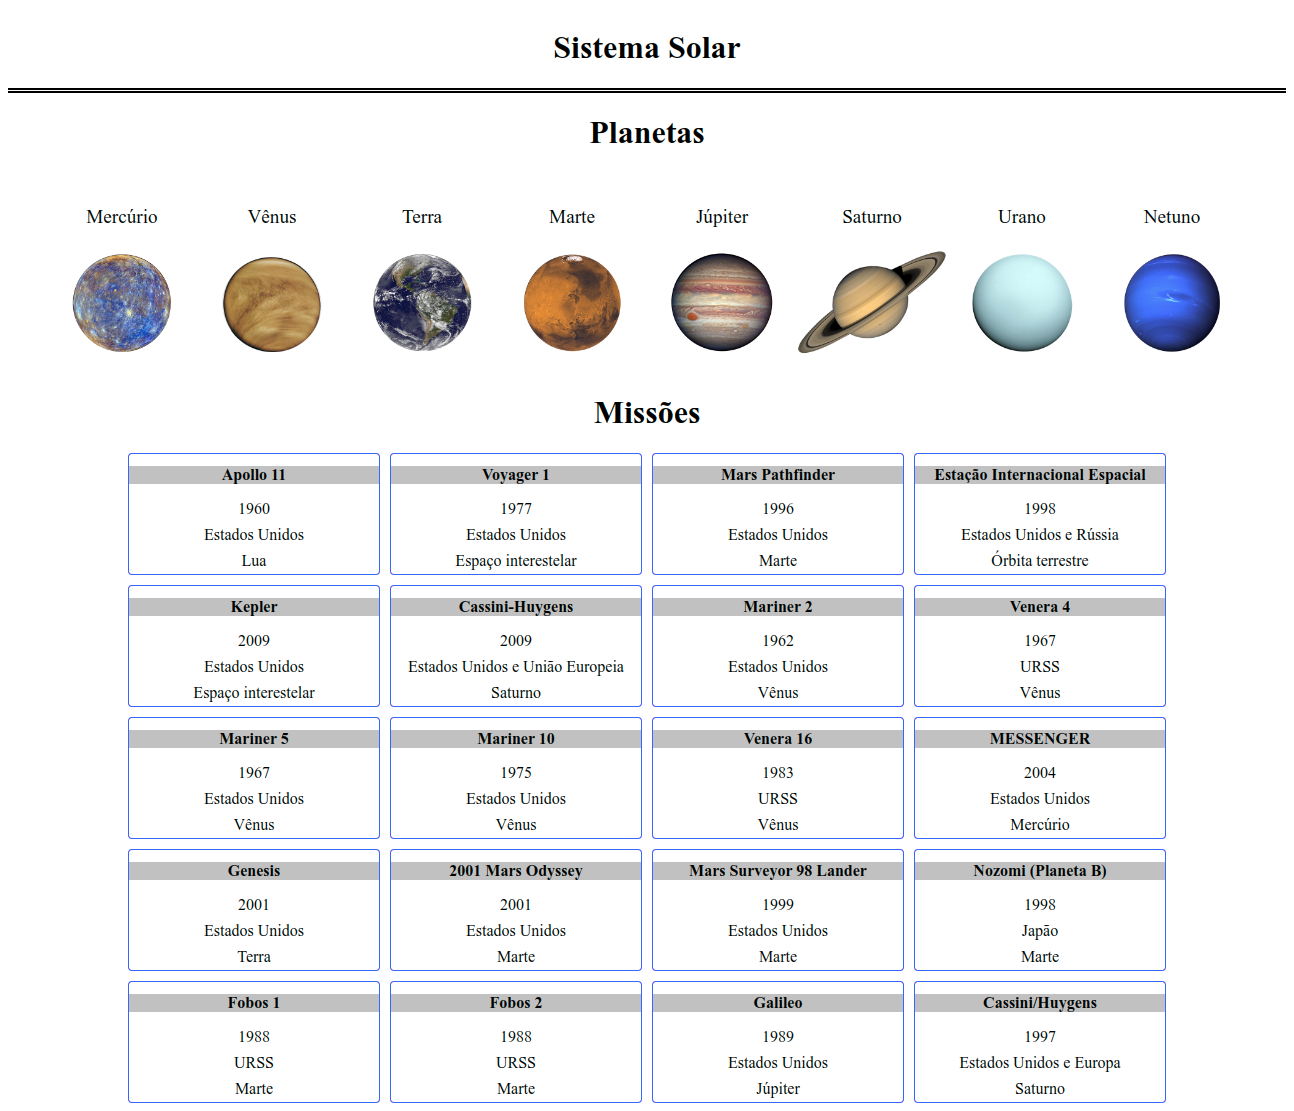 Sistema Solar
Planetas
Mercúrio Vênus Terra Marte Júpiter Saturno Urano Netuno
Missões
Apollo 11
1960
Estados Unidos
Lua
Voyager 1
1977
Estados Unidos
Espaço interestelar
Mars Pathfinder
1996
Estados Unidos
Marte
Estação Internacional Espacial
1998
Estados Unidos e Rússia
Órbita terrestre
Kepler
2009
Estados Unidos
Espaço interestelar
Cassini-Huygens
2009
Estados Unidos e União Europeia
Saturno
Mariner 2
1962
Estados Unidos
Vênus
Venera 4
1967
URSS
Vênus
Mariner 5
1967
Estados Unidos
Vênus
Mariner 10
1975
Estados Unidos
Vênus
Venera 16
1983
URSS
Vênus
MESSENGER
2004
Estados Unidos
Mercúrio
Genesis
2001
Estados Unidos
Terra
2001 Mars Odyssey
2001
Estados Unidos
Marte
Mars Surveyor 98 Lander
1999
Estados Unidos
Marte
Nozomi (Planeta B)
1998
Japão
Marte
Fobos 1
1988
URSS
Marte
Fobos 2
1988
URSS
Marte
Galileo
1989
Estados Unidos
Júpiter
Cassini/Huygens
1997
Estados Unidos e Europa
Saturno